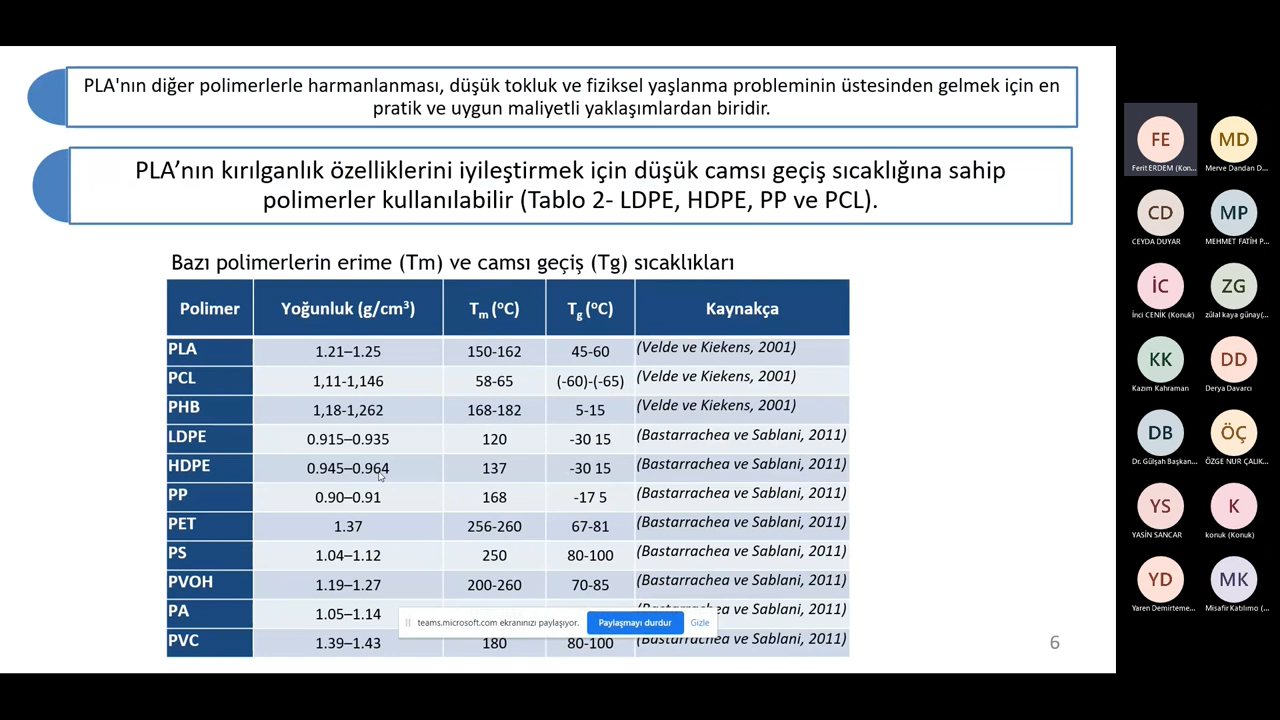 PLA'nın diğer polimerlerle harmanlanması, düşük tokluk ve fiziksel yaşlanma probleminin üstesinden gelmek için en
pratik ve uygun maliyetli yaklaşımlardan biridir.
PLA’nın kırılganlık özelliklerini iyileştirmek için düşük camsı geçiş sıcaklığına sahip
polimerler kullanılabilir (Tablo 2- LDPE, HDPE, PP ve PCL).
Bazı polimerlerin erime (Tm) ve camsı geçiş (Tg) sıcaklıkları
Polimer Yoğunluk (g/cm³) Tm (ºC) Tg (ºC) Kaynakça
PLA 1.21–1.25 150-162 45-60 (Velde ve Kiekens, 2001)
PCL 1,11-1,146 58-65 (-60)-(-65) (Velde ve Kiekens, 2001)
PHB 1,18-1,262 168-182 5-15 (Velde ve Kiekens, 2001)
LDPE 0.915–0.935 120 -30 15 (Bastarrachea ve Sablani, 2011)
HDPE 0.945–0.964 137 -30 15 (Bastarrachea ve Sablani, 2011)
PP 0.90–0.91 168 -17 5 (Bastarrachea ve Sablani, 2011)
PET 1.37 256-260 67-81 (Bastarrachea ve Sablani, 2011)
PS 1.04–1.12 250 80-100 (Bastarrachea ve Sablani, 2011)
PVOH 1.19–1.27 200-260 70-85 (Bastarrachea ve Sablani, 2011)
PA 1.05–1.14 (Bastarrachea ve Sablani, 2011)
PVC 1.39–1.43 180 80-100 (Bastarrachea ve Sablani, 2011)
teams.microsoft.com ekranınızı paylaşıyor. Paylaşmayı durdur Gizle
6
FE MD
Ferit ERDEM (Kon... Merve Dandan D...
CD MP
CEYDA DUYAR MEHMET FATİH P...
İC ZG
İnci CENİK (Konuk) zülal kaya günay(...
KK DD
Kazım Kahraman Derya Davarcı
DB ÖÇ
Dr. Gülşah Başkan... ÖZGE NUR ÇALIK...
YS K
YASİN SANCAR konuk (Konuk)
YD MK
Yaren Demirteme... Misafir Katılımcı (...